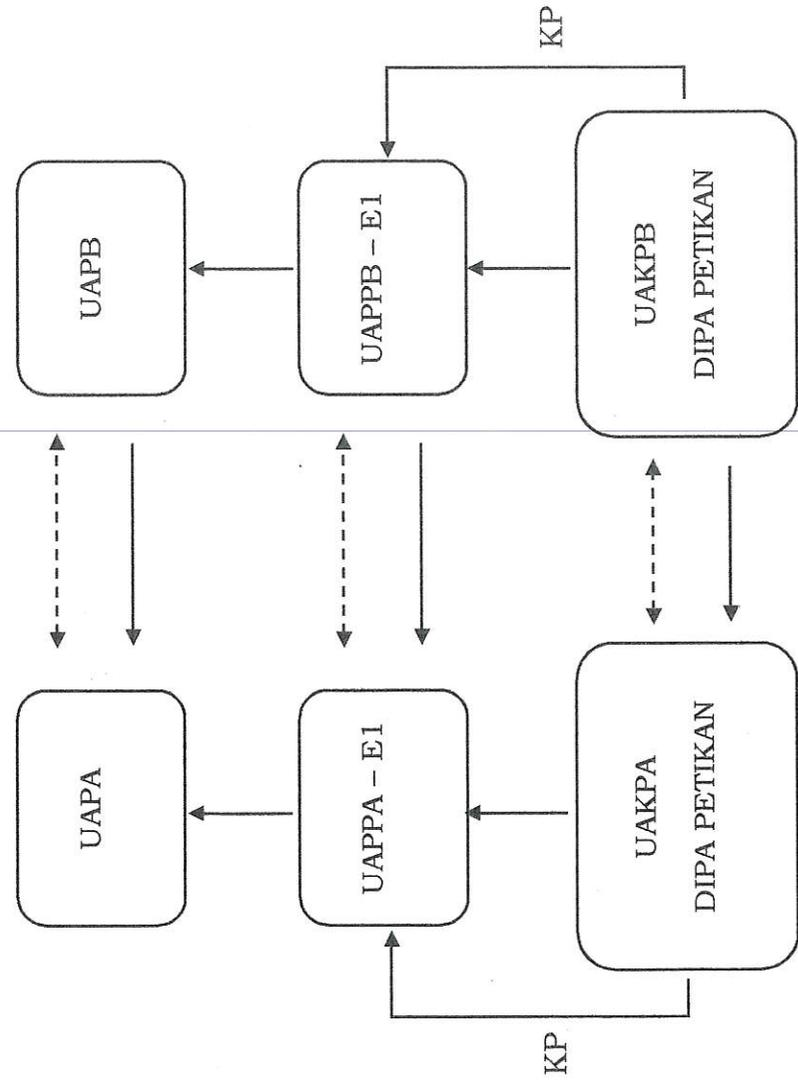 UAPA
UAPB
UAPPA – E1
UAPPB – E1
KP
KP
UAKPA
DIPA PETIKAN
UAKPB
DIPA PETIKAN